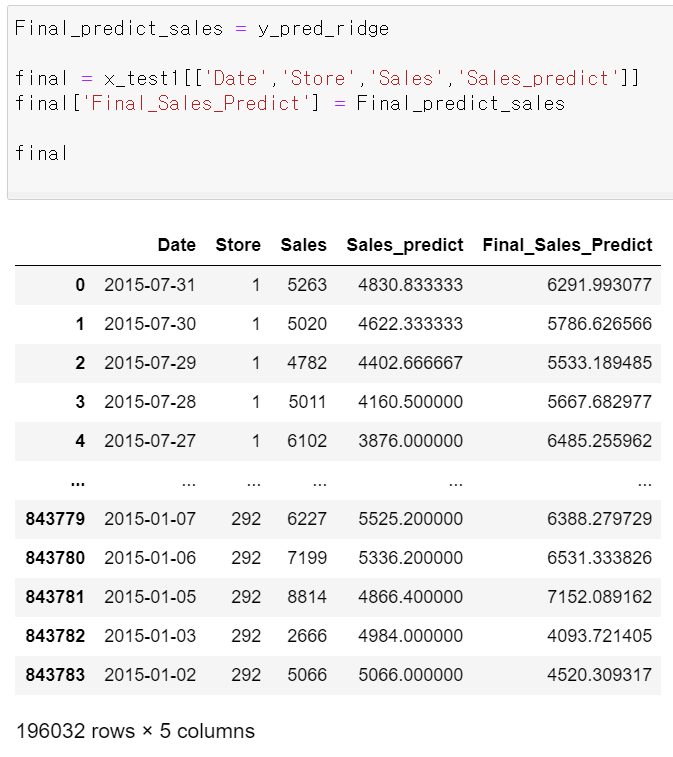 Final_predict_sales = y_pred_ridge
final = x_test1[['Date','Store','Sales','Sales_predict']]
final['Final_Sales_Predict'] = Final_predict_sales
final
Date Store Sales Sales_predict Final_Sales_Predict
0 2015-07-31 1 5263 4830.833333 6291.993077
1 2015-07-30 1 5020 4622.333333 5786.626566
2 2015-07-29 1 4782 4402.666667 5533.189485
3 2015-07-28 1 5011 4160.500000 5667.682977
4 2015-07-27 1 6102 3876.000000 6485.255962
... ... ... ... ... ...
843779 2015-01-07 292 6227 5525.200000 6388.279729
843780 2015-01-06 292 7199 5336.200000 6531.333826
843781 2015-01-05 292 8814 4866.400000 7152.089162
843782 2015-01-03 292 2666 4984.000000 4093.721405
843783 2015-01-02 292 5066 5066.000000 4520.309317
196032 rows × 5 columns